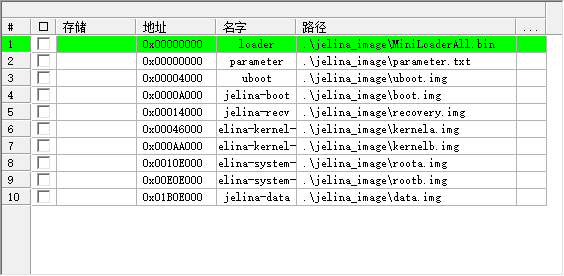 # 存储 地址 名字 路径 ...
1 0x00000000 loader .\jelina_image\MiniLoaderAll.bin
2 0x00000000 parameter .\jelina_image\parameter.txt
3 0x00004000 uboot .\jelina_image\uboot.img
4 0x0000A000 jelina-boot .\jelina_image\boot.img
5 0x00014000 jelina-recv .\jelina_image\recovery.img
6 0x00046000 elina-kernel- .\jelina_image\kernela.img
7 0x000AA000 elina-kernel- .\jelina_image\kernelb.img
8 0x0010E000 elina-system- .\jelina_image\roota.img
9 0x00E0E000 elina-system- .\jelina_image\rootb.img
10 0x01B0E000 jelina-data .\jelina_image\data.img